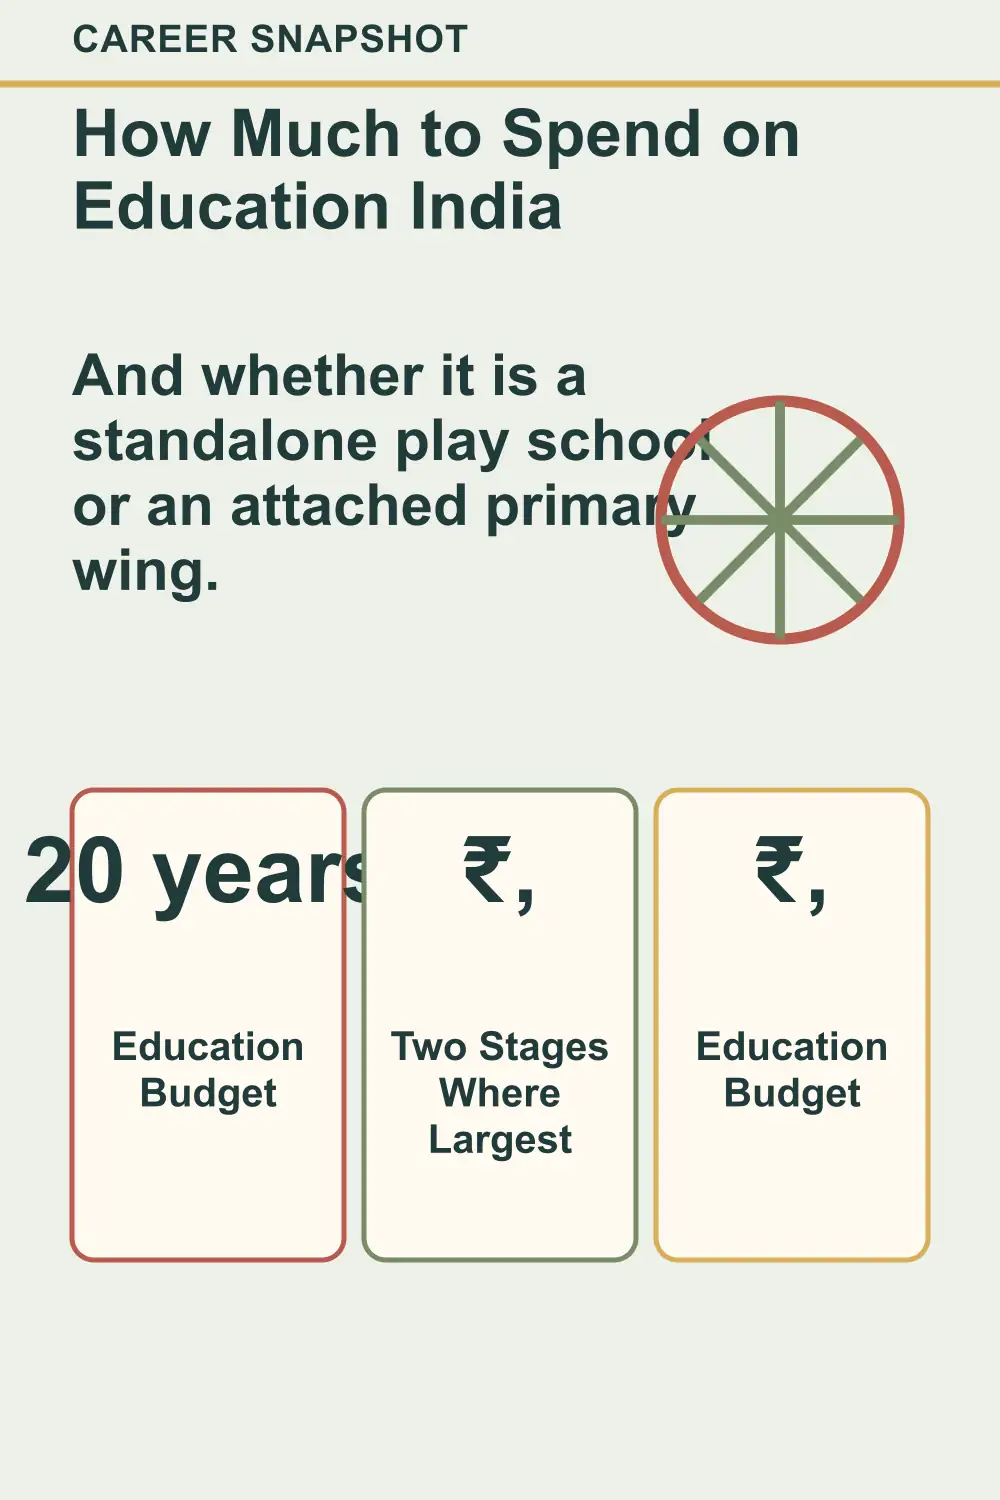 CAREER SNAPSHOT
How Much to Spend on
Education India
And whether it is a
standalone play school
or an attached primary
wing.
20 years
₹,
₹,
Education
Budget
Two Stages
Where
Largest
Education
Budget